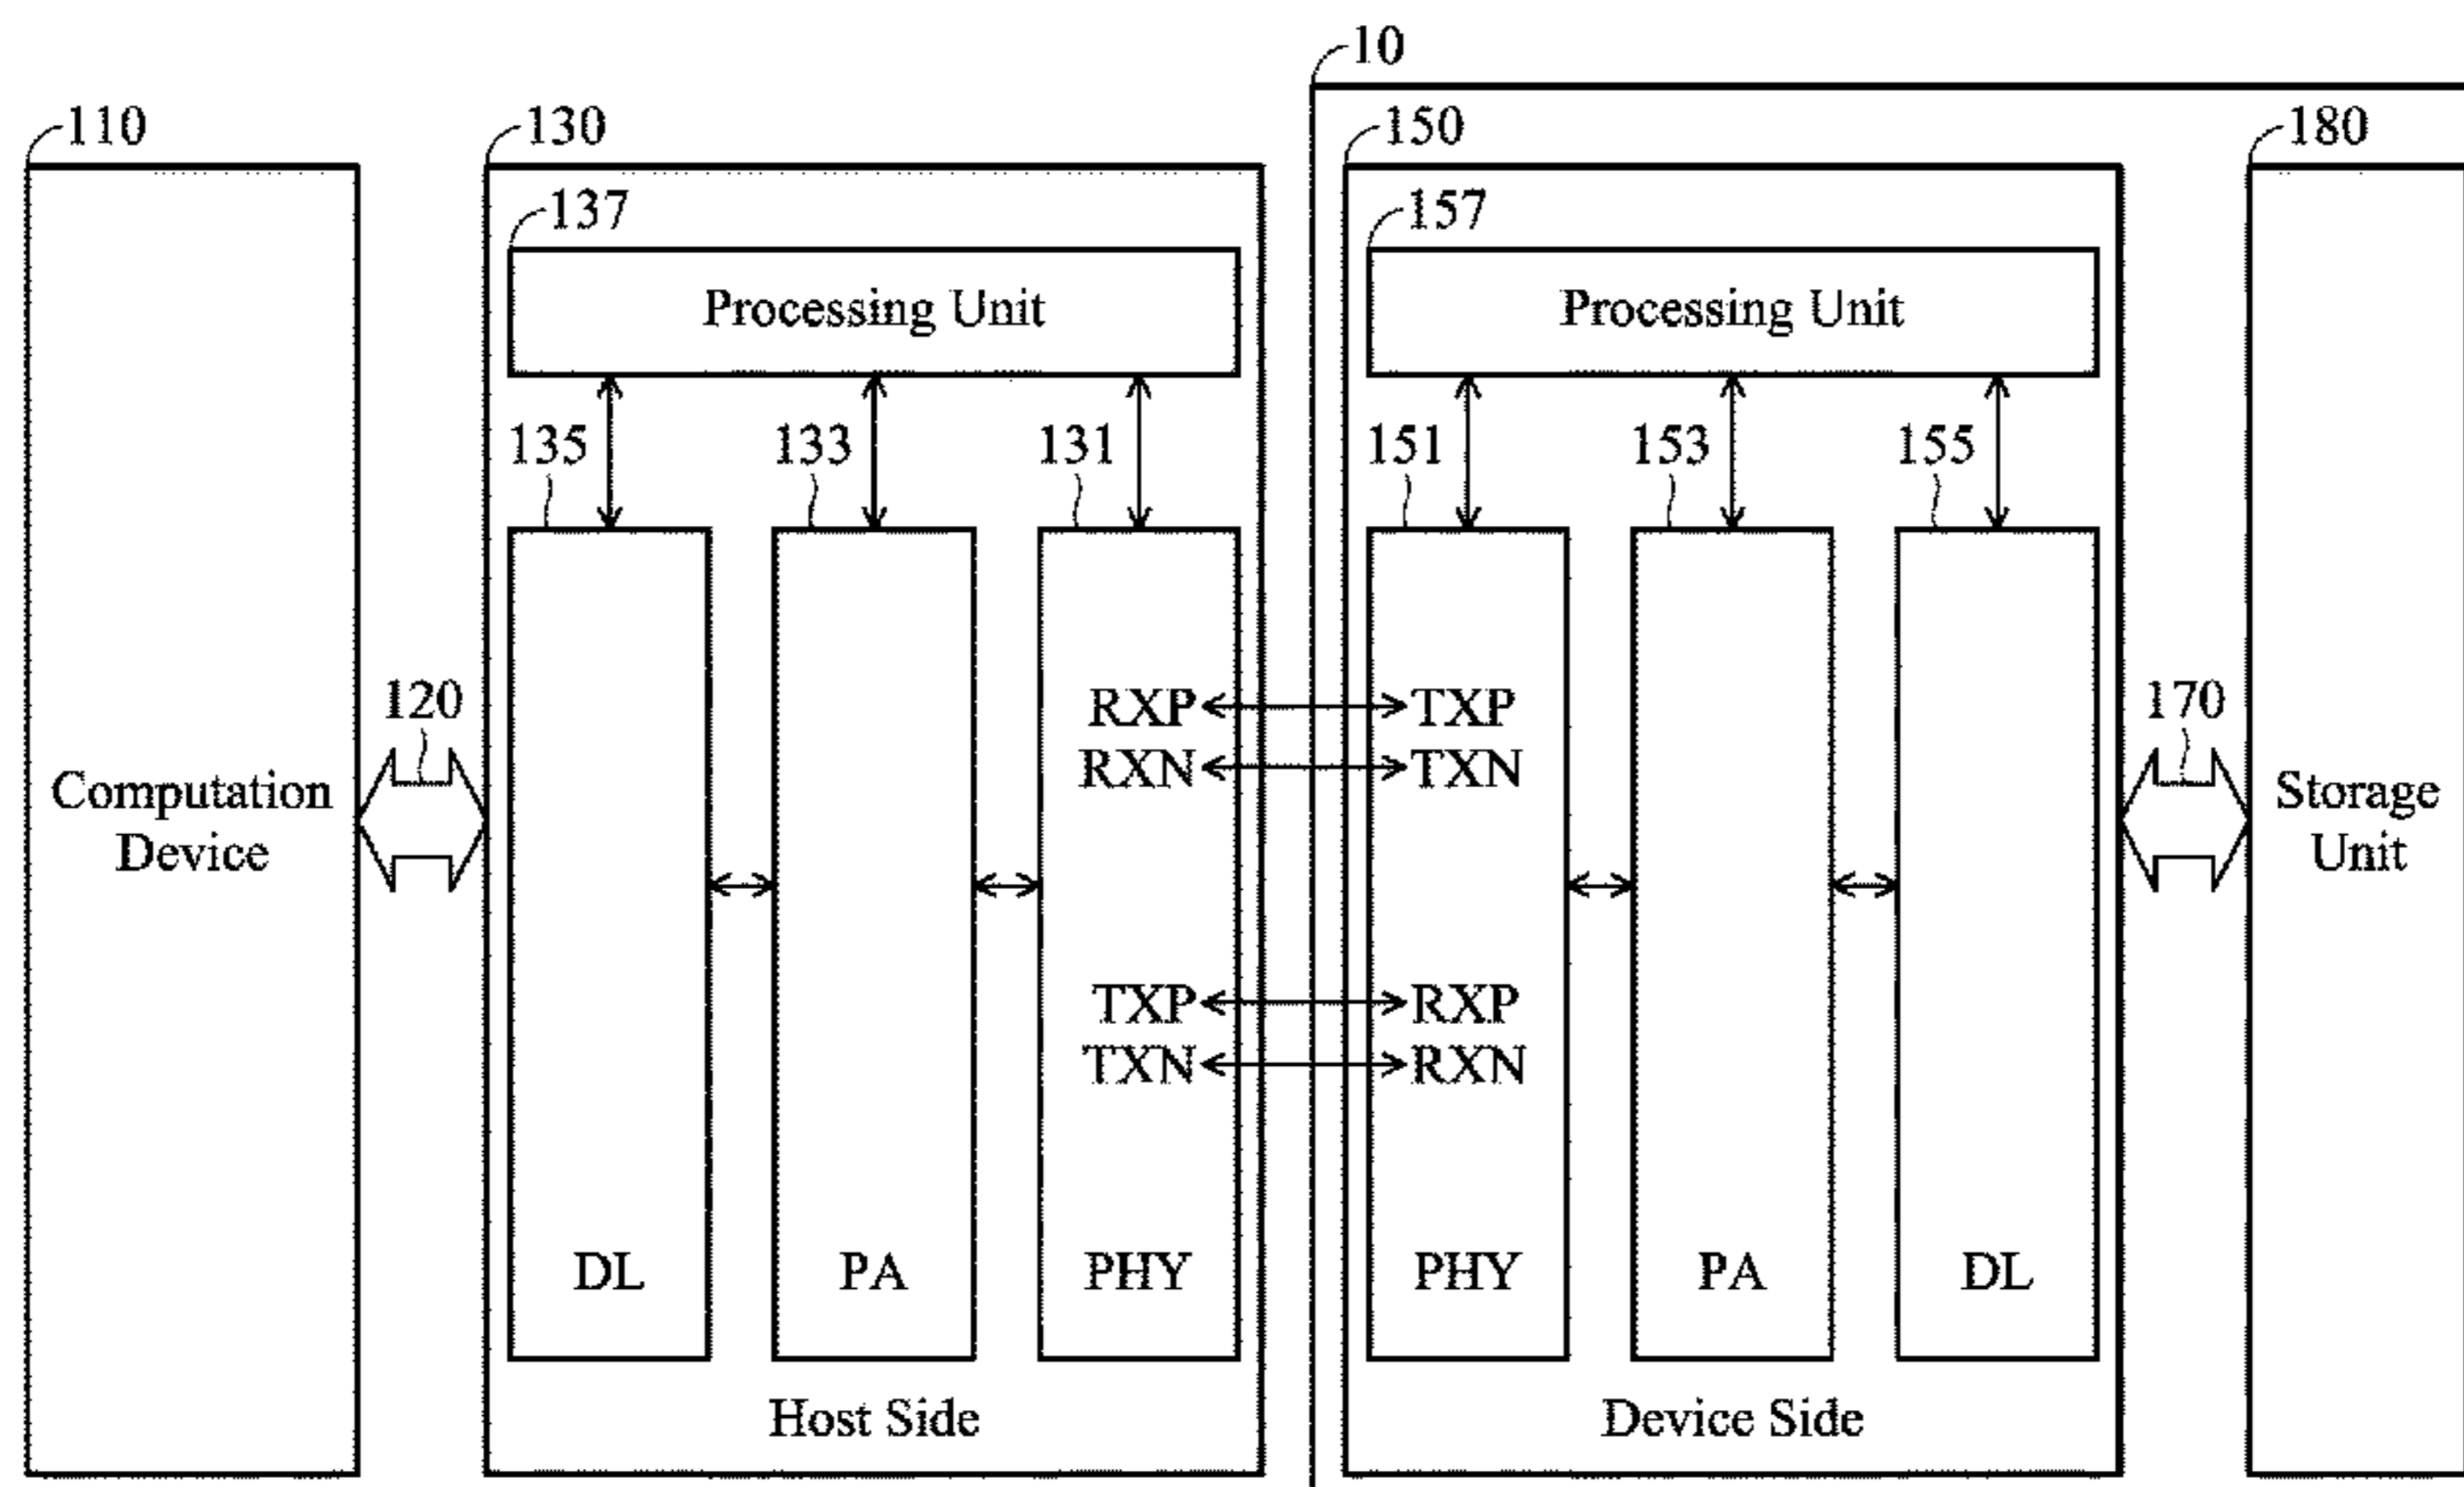 10
110
130
150
180
137
157
Processing Unit
Processing Unit
135
133
131
151
153
155
120
170
RXP
TXP
RXN
TXN
Computation
Device
Storage
Unit
TXP
RXP
TXN
RXN
DL
PA
PHY
PHY
PA
DL
Host Side
Device Side